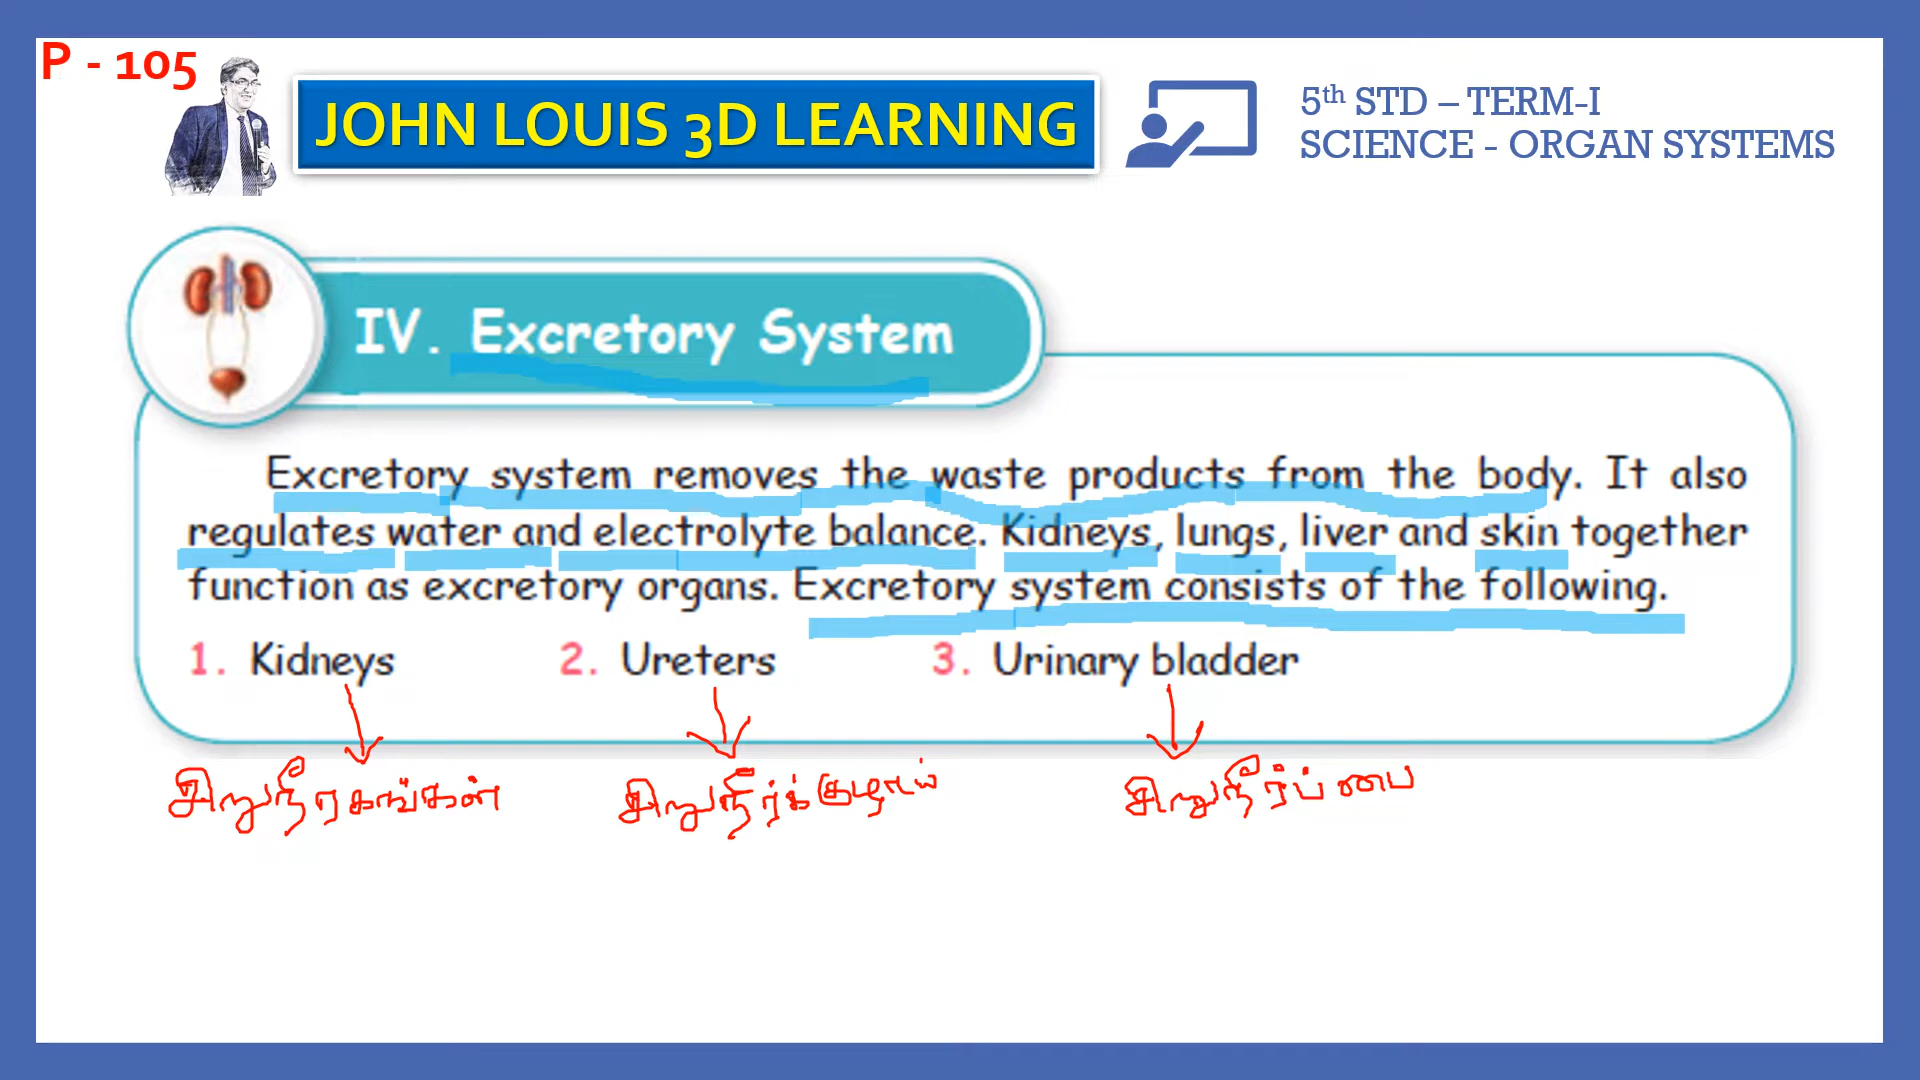 P - 105
JOHN LOUIS 3D LEARNING
5th STD – TERM-I
SCIENCE - ORGAN SYSTEMS
IV. Excretory System
Excretory system removes the waste products from the body. It also
regulates water and electrolyte balance. Kidneys, lungs, liver and skin together
function as excretory organs. Excretory system consists of the following.
1. Kidneys 2. Ureters 3. Urinary bladder
சிறுநீரகங்கள் சிறுநீர்க்குழாய் சிறுநீர்ப்பை